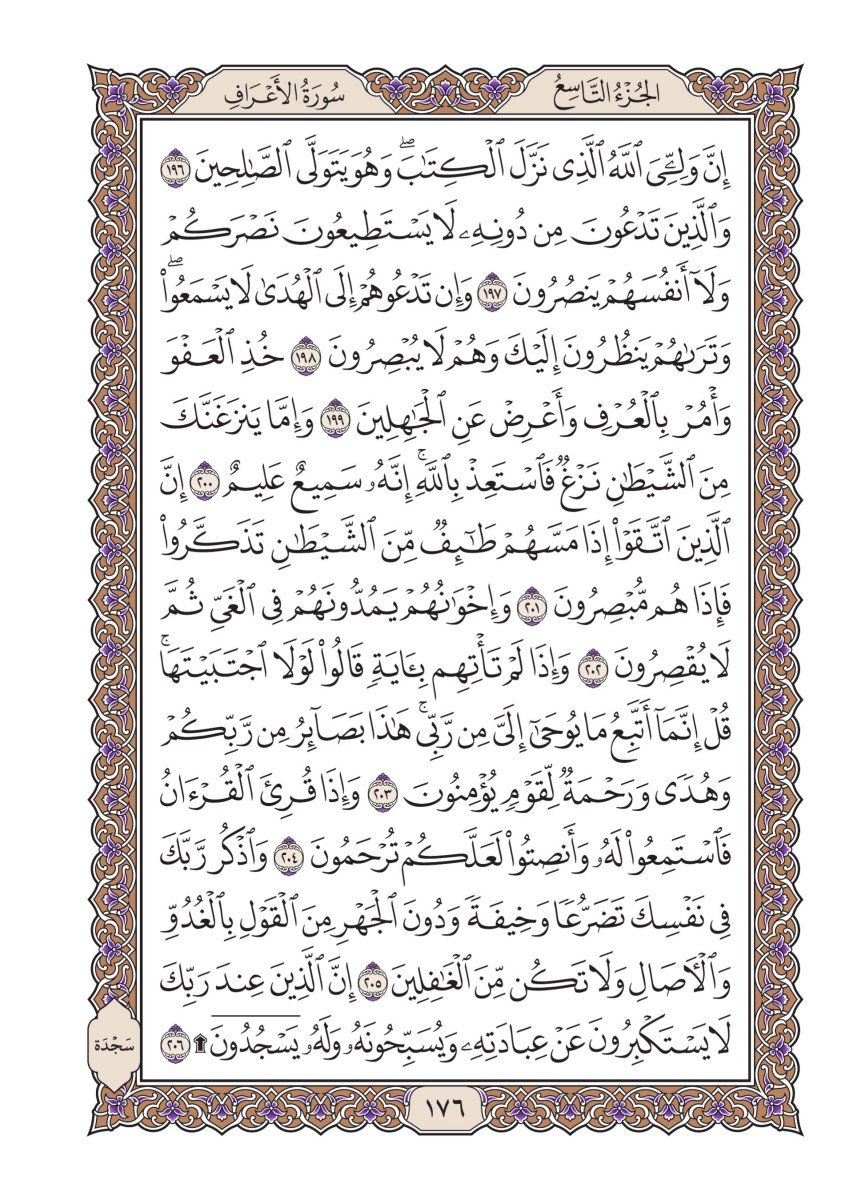 الجُزْءُ التَّاسِعُ
سُورَةُ الأَعْرَافِ
إِنَّ وَلِـِّۧيَ ٱللَّهُ ٱلَّذِي نَزَّلَ ٱلْكِتَٰبَۖ وَهُوَ يَتَوَلَّى ٱلصَّٰلِحِينَ ١٩٦
وَٱلَّذِينَ تَدْعُونَ مِن دُونِهِۦ لَا يَسْتَطِيعُونَ نَصْرَكُمْ
وَلَآ أَنفُسَهُمْ يَنصُرُونَ ١٩٧ وَإِن تَدْعُوهُمْ إِلَى ٱلْهُدَىٰ لَا يَسْمَعُوا۟ۖ
وَتَرَىٰهُمْ يَنظُرُونَ إِلَيْكَ وَهُمْ لَا يُبْصِرُونَ ١٩٨ خُذِ ٱلْعَفْوَ
وَأْمُرْ بِٱلْعُرْفِ وَأَعْرِضْ عَنِ ٱلْجَٰهِلِينَ ١٩٩ وَإِمَّا يَنزَغَنَّكَ
مِنَ ٱلشَّيْطَٰنِ نَزْغٌ فَٱسْتَعِذْ بِٱللَّهِۚ إِنَّهُۥ سَمِيعٌ عَلِيمٌ ٢٠٠ إِنَّ
ٱلَّذِينَ ٱتَّقَوْا۟ إِذَا مَسَّهُمْ طَٰٓئِفٌ مِّنَ ٱلشَّيْطَٰنِ تَذَكَّرُوا۟
فَإِذَا هُم مُّبْصِرُونَ ٢٠١ وَإِخْوَٰنُهُمْ يَمُدُّونَهُمْ فِي ٱلْغَيِّ ثُمَّ
لَا يُقْصِرُونَ ٢٠٢ وَإِذَا لَمْ تَأْتِهِم بِـَٔايَةٍ قَالُوا۟ لَوْلَا ٱجْتَبَيْتَهَاۚ
قُلْ إِنَّمَآ أَتَّبِعُ مَا يُوحَىٰٓ إِلَيَّ مِن رَّبِّيۚ هَٰذَا بَصَآئِرُ مِن رَّبِّكُمْ
وَهُدًى وَرَحْمَةٌ لِّقَوْمٍ يُؤْمِنُونَ ٢٠٣ وَإِذَا قُرِئَ ٱلْقُرْءَانُ
فَٱسْتَمِعُوا۟ لَهُۥ وَأَنصِتُوا۟ لَعَلَّكُمْ تُرْحَمُونَ ٢٠٤ وَٱذْكُر رَّبَّكَ
فِي نَفْسِكَ تَضَرُّعًا وَخِيفَةً وَدُونَ ٱلْجَهْرِ مِنَ ٱلْقَوْلِ بِٱلْغُدُوِّ
وَٱلْءَاصَالِ وَلَا تَكُن مِّنَ ٱلْغَٰفِلِينَ ٢٠٥ إِنَّ ٱلَّذِينَ عِندَ رَبِّكَ
لَا يَسْتَكْبِرُونَ عَنْ عِبَادَتِهِۦ وَيُسَبِّحُونَهُۥ وَلَهُۥ يَسْجُدُونَ ۩ ٢٠٦
سَجْدَة
١٧٦